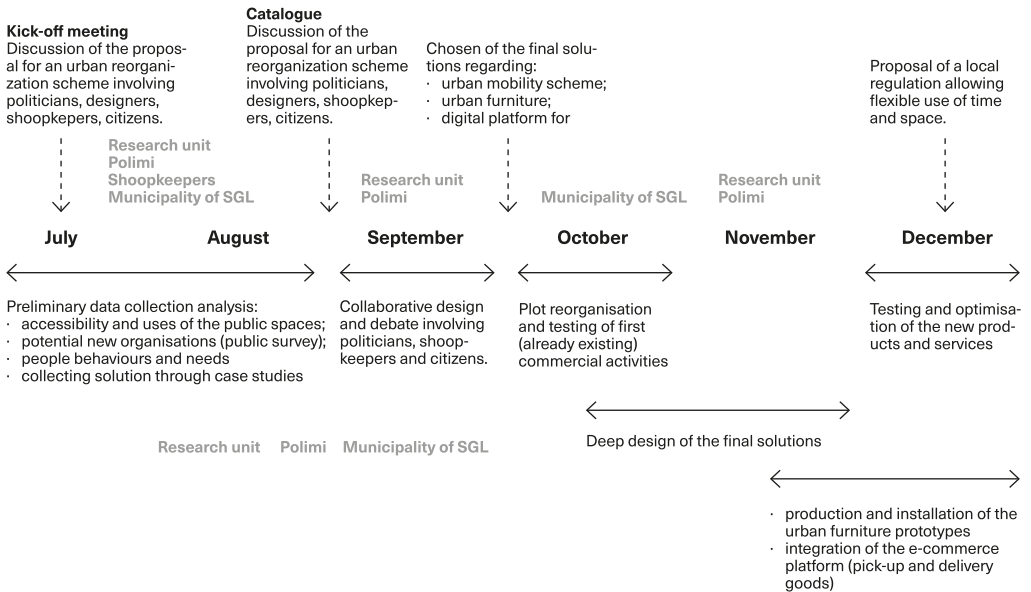 Kick-off meeting
Discussion of the propos-
al for an urban reorgani-
zation scheme involving
politicians, designers,
shoopkepers, citizens.
Catalogue
Discussion of the
proposal for an urban
reorganization scheme
involving politicians,
designers, shoopkep-
ers, citizens.
Chosen of the final solu-
tions regarding:
· urban mobility scheme;
· urban furniture;
· digital platform for
Proposal of a local
regulation allowing
flexible use of time
and space.
Research unit
Polimi
Shoopkeepers
Municipality of SGL
Research unit
Polimi
Municipality of SGL
Research unit
Polimi
July August September October November December
Preliminary data collection analysis:
· accessibility and uses of the public spaces;
· potential new organisations (public survey);
· people behaviours and needs
· collecting solution through case studies
Collaborative design
and debate involving
politicians, shoop-
keepers and citizens.
Plot reorganisation
and testing of first
(already existing)
commercial activities
Testing and optimisa-
tion of the new prod-
ucts and services
Research unit Polimi Municipality of SGL
Deep design of the final solutions
· production and installation of the
urban furniture prototypes
· integration of the e-commerce
platform (pick-up and delivery
goods)